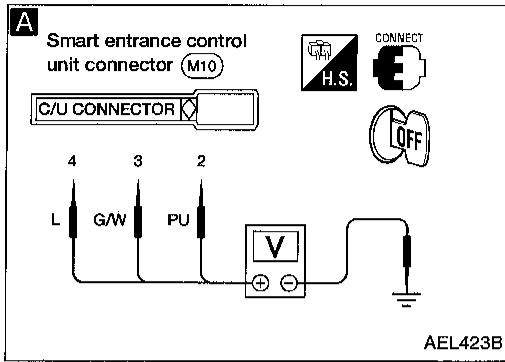 A
Smart entrance control
unit connector M10
CONNECT
H.S.
C/U CONNECTOR
OFF
4 3 2
L G/W PU
V
+ −
AEL423B